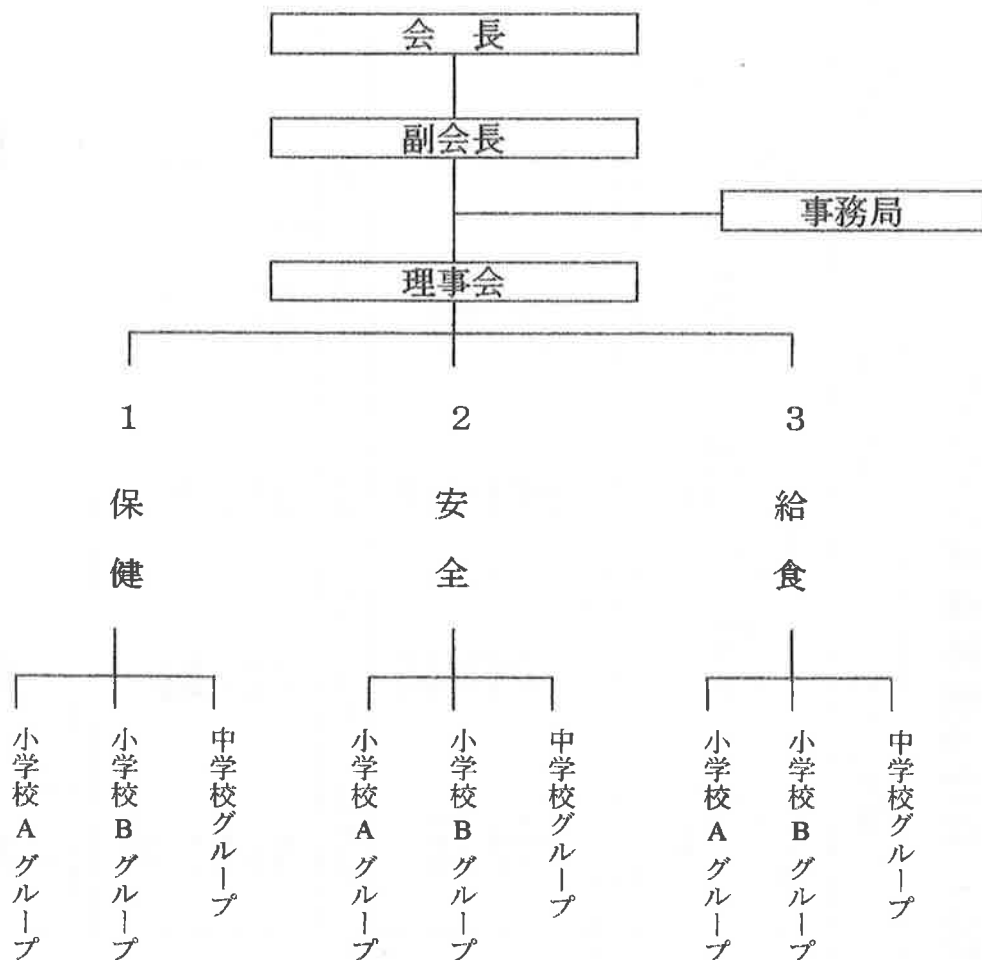 会 長
副会長
事務局
理事会
1
保健
小学校Aグループ
小学校Bグループ
中学校グループ
2
安全
小学校Aグループ
小学校Bグループ
中学校グループ
3
給食
小学校Aグループ
小学校Bグループ
中学校グループ